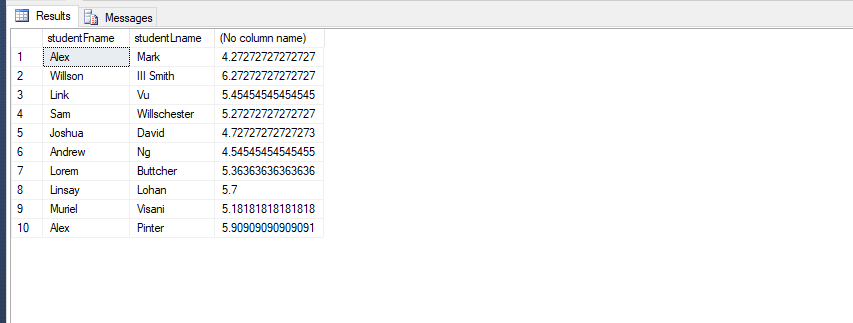 Results Messages
studentFname studentLname (No column name)
1 Alex Mark 4.27272727272727
2 Willson III Smith 6.27272727272727
3 Link Vu 5.45454545454545
4 Sam Willschester 5.27272727272727
5 Joshua David 4.72727272727273
6 Andrew Ng 4.54545454545455
7 Lorem Buttcher 5.36363636363636
8 Linsay Lohan 5.7
9 Muriel Visani 5.18181818181818
10 Alex Pinter 5.90909090909091